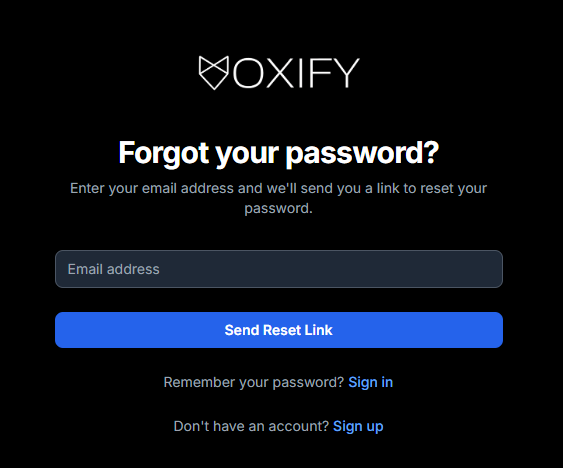 OXIFY
Forgot your password?
Enter your email address and we'll send you a link to reset your
password.
Email address
Send Reset Link
Remember your password? Sign in
Don't have an account? Sign up